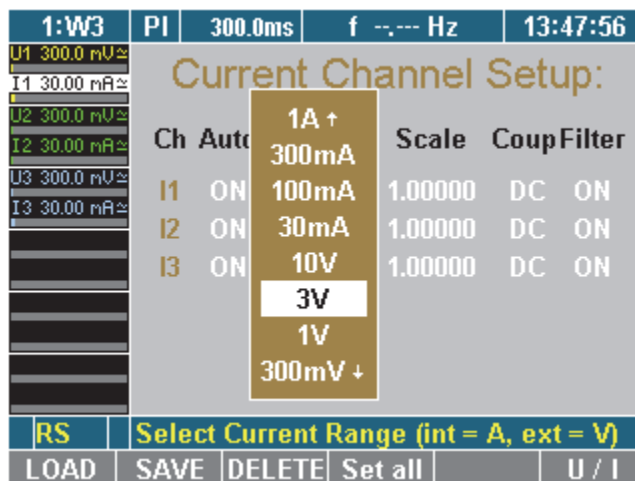 1:W3 PI 300.0ms f --.--- Hz 13:47:56
U1 300.0 mV≃
I1 30.00 mA≃
U2 300.0 mV≃
I2 30.00 mA≃
U3 300.0 mV≃
I3 30.00 mA≃
Current Channel Setup:
Ch Auto Scale Coup Filter
I1 ON 1.00000 DC ON
I2 ON 1.00000 DC ON
I3 ON 1.00000 DC ON
1A ↑
300mA
100mA
30mA
10V
3V
1V
300mV ↓
RS Select Current Range (int = A, ext = V)
LOAD SAVE DELETE Set all U / I